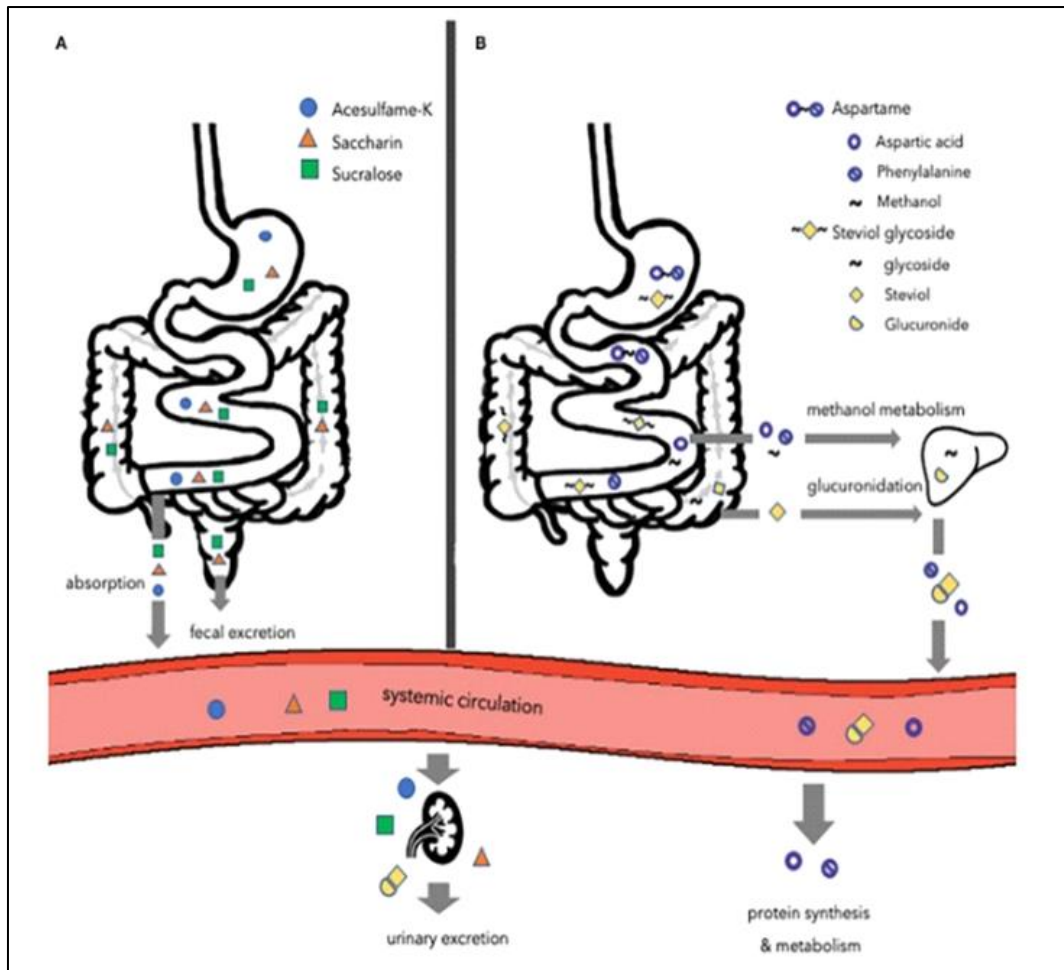 A
Acesulfame-K
Saccharin
Sucralose
absorption
fecal excretion
B
Aspartame
Aspartic acid
Phenylalanine
Methanol
Steviol glycoside
glycoside
Steviol
Glucuronide
methanol metabolism
glucuronidation
systemic circulation
urinary excretion
protein synthesis
& metabolism